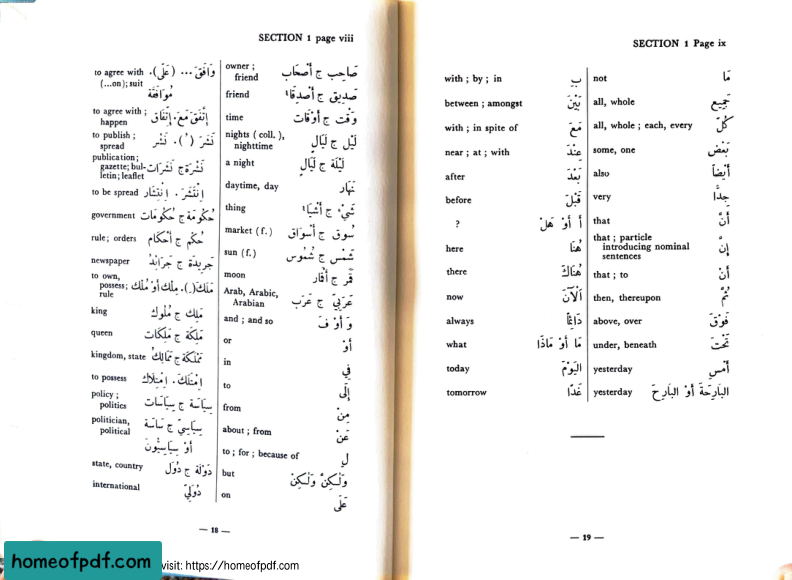 SECTION 1 page viii
to agree with وَافَقَ ... (عَلَى).
(...on); suit مُوَافَقَة
to agree with ; إِتَّفَقَ مَعَ. إِتِّفَاق
happen
to publish ; نَشَرَ (ُ). نَشْر
spread
publication;
gazette; bul- نَشْرَة ج نَشَرَات
letin; leaflet
to be spread إِنْتَشَرَ. إِنْتِشَار
government حُكُومَة ج حُكُومَات
rule; orders حُكْم ج أَحْكَام
newspaper جَرِيدَة ج جَرَائِدُ
to own,
possess; مَلَكَ (ِ). مِلْك أَوْ مُلْك
rule
king مَلِك ج مُلُوك
queen مَلِكَة ج مَلِكَات
kingdom, state مَمْلَكَة ج مَمَالِكُ
to possess إِمْتَلَكَ. إِمْتِلَاك
policy ; سِيَاسَة ج سِيَاسَات
politics
politician, سِيَاسِيّ ج سَاسَة
political أَوْ سِيَاسِيُّونَ
state, country دَوْلَة ج دُوَل
international دُوَلِيّ
owner ; صَاحِب ج أَصْحَاب
friend
friend صَدِيق ج أَصْدِقَاءُ
time وَقْت ج أَوْقَات
nights ( coll. ), لَيْل ج لَيَالٍ
nighttime
a night لَيْلَة ج لَيَالٍ
daytime, day نَهَار
thing شَيْء ج أَشْيَاءُ
market (f.) سُوق ج أَسْوَاق
sun (f.) شَمْس ج شُمُوس
moon قَمَر ج أَقْمَار
Arab, Arabic, عَرَبِيّ ج عَرَب
Arabian
and ; and so وَ أَوْ فَ
or أَوْ
in فِي
to إِلَى
from مِنْ
about ; from عَنْ
to ; for ; because of لِ
but وَلٰكِنَّ وَلٰكِنْ
on عَلَى
— 18 —
SECTION 1 Page ix
with ; by ; in بِ
between ; amongst بَيْنَ
with ; in spite of مَعَ
near ; at ; with عِنْدَ
after بَعْدَ
before قَبْلَ
? أَ أَوْ هَلْ
here هُنَا
there هُنَاكَ
now الْآنَ
always دَائِمًا
what مَا أَوْ مَاذَا
today الْيَوْمَ
tomorrow غَدًا
not مَا
all, whole جَمِيع
all, whole ; each, every كُلّ
some, one بَعْض
also أَيْضًا
very جِدًّا
that أَنَّ
that ; particle
introducing nominal إِنَّ
sentences
that ; to أَنْ
then, thereupon ثُمَّ
above, over فَوْقَ
under, beneath تَحْتَ
yesterday أَمْسِ
yesterday البَارِحَةَ أَوْ البَارِحَ
— 19 —
homeofpdf.com
visit: https://homeofpdf.com